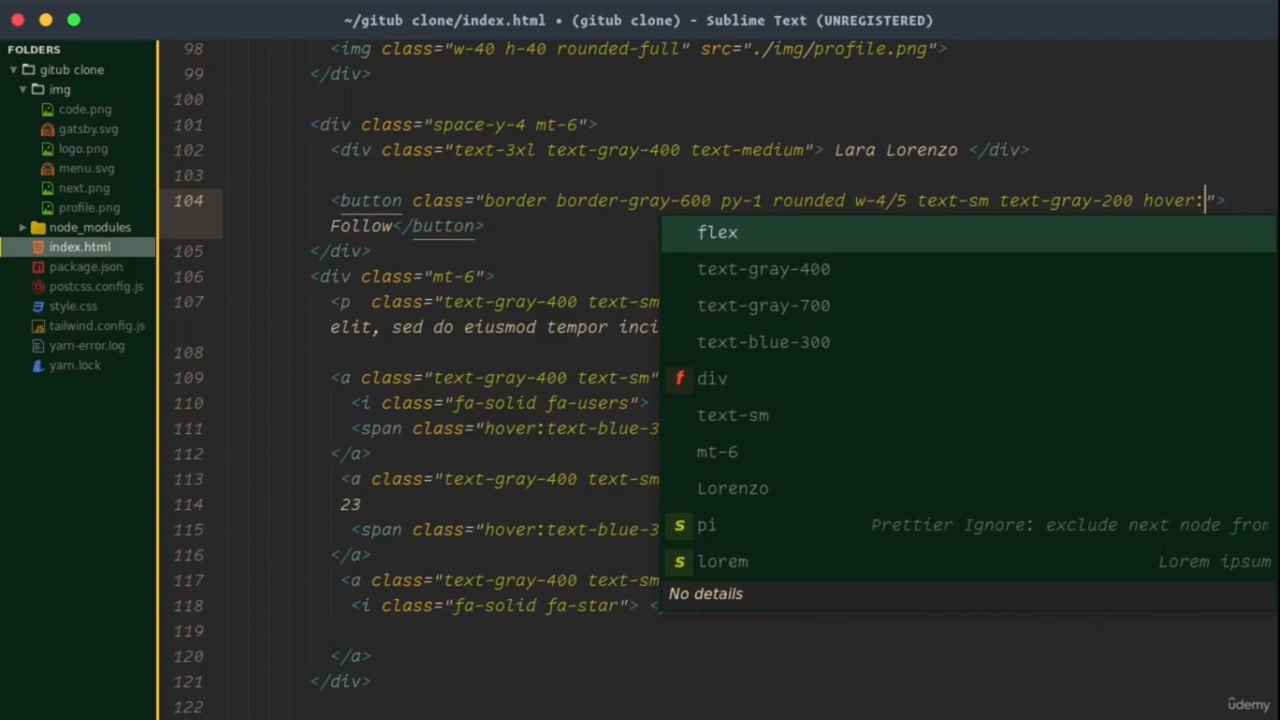 ~/gitub clone/index.html • (gitub clone) - Sublime Text (UNREGISTERED)
FOLDERS
gitub clone
img
code.png
gatsby.svg
logo.png
menu.svg
next.png
profile.png
node_modules
index.html
package.json
postcss.config.js
style.css
tailwind.config.js
yarn-error.log
yarn.lock
98 <img class="w-40 h-40 rounded-full" src="./img/profile.png">
99 </div>
100
101 <div class="space-y-4 mt-6">
102 <div class="text-3xl text-gray-400 text-medium"> Lara Lorenzo </div>
103
104 <button class="border border-gray-600 py-1 rounded w-4/5 text-sm text-gray-200 hover:">
Follow</button>
105 </div>
106 <div class="mt-6">
107 <p class="text-gray-400 text-sm
elit, sed do eiusmod tempor inci
108
109 <a class="text-gray-400 text-sm"
110 <i class="fa-solid fa-users">
111 <span class="hover:text-blue-3
112 </a>
113 <a class="text-gray-400 text-sm
114 23
115 <span class="hover:text-blue-3
116 </a>
117 <a class="text-gray-400 text-sm
118 <i class="fa-solid fa-star"> <
119
120 </a>
121 </div>
122
flex
text-gray-400
text-gray-700
text-blue-300
f div
text-sm
mt-6
Lorenzo
s pi Prettier Ignore: exclude next node from
s lorem Lorem ipsum
No details
ûdemy